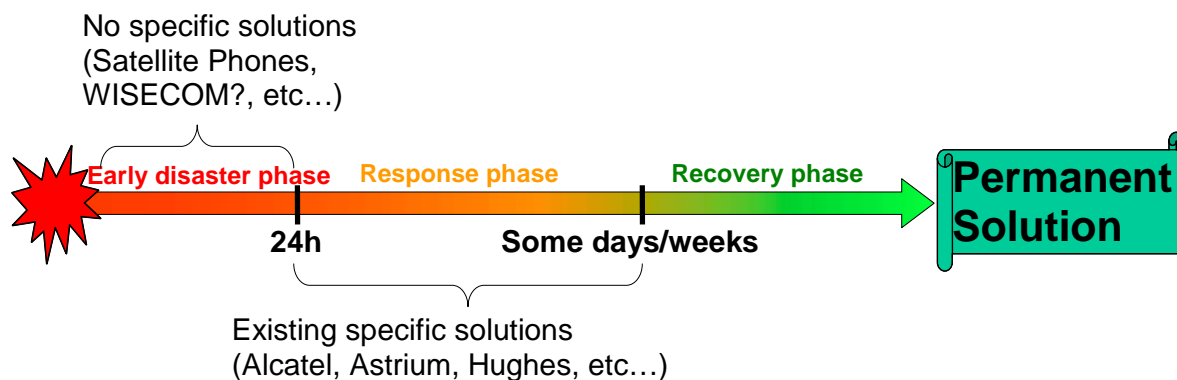 No specific solutions
(Satellite Phones,
WISECOM?, etc…)
Early disaster phase
Response phase
Recovery phase
Permanent
Solution
24h
Some days/weeks
Existing specific solutions
(Alcatel, Astrium, Hughes, etc…)